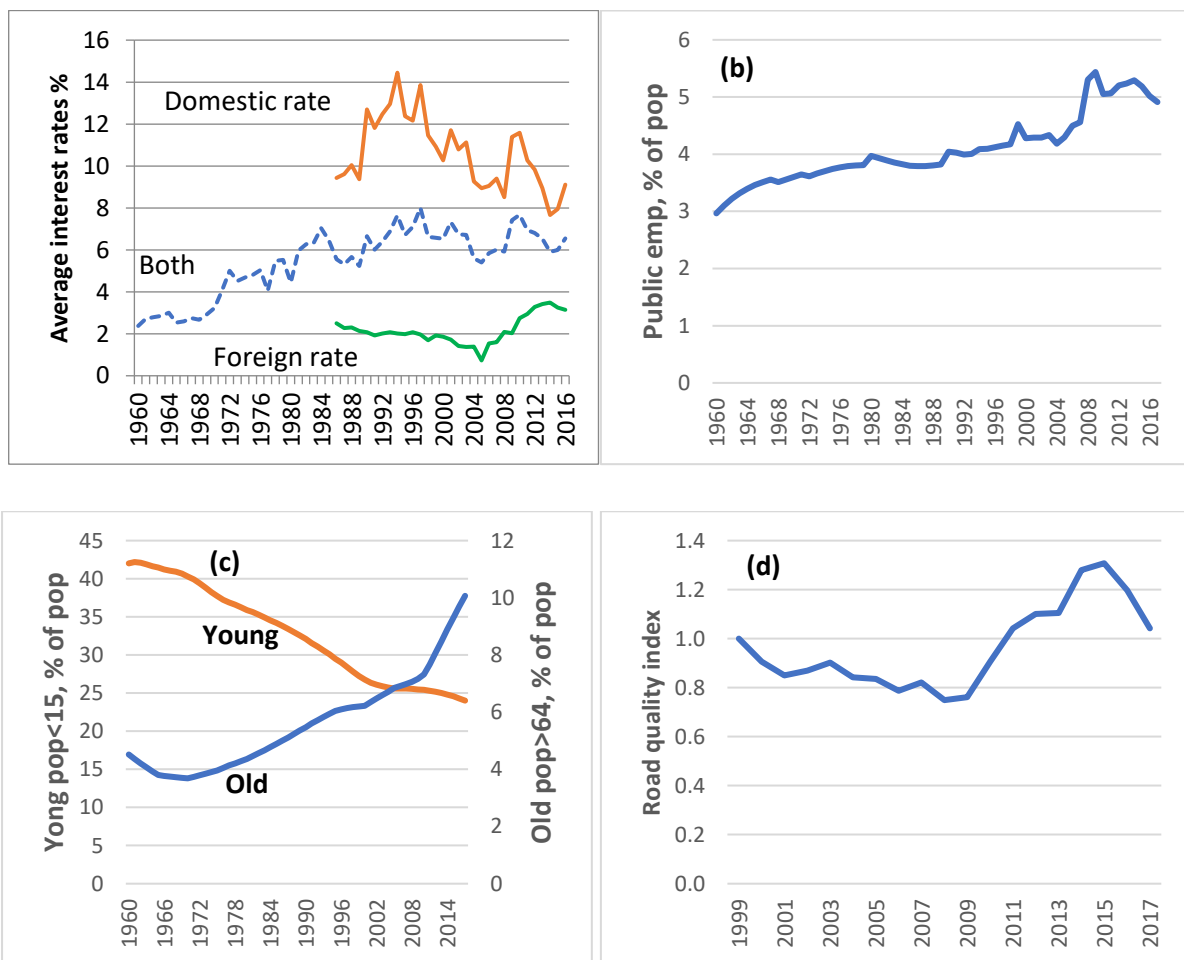 Average interest rates %
16
14
12
10
8
6
4
2
0
Domestic rate
Both
Foreign rate
1960 1964 1968 1972 1976 1980 1984 1988 1992 1996 2000 2004 2008 2012 2016
(b)
Public emp, % of pop
6
5
4
3
2
1
0
1960 1964 1968 1972 1976 1980 1984 1988 1992 1996 2000 2004 2008 2012 2016
(c)
Yong pop<15, % of pop
45
40
35
30
25
20
15
10
5
0
Young
Old
12
10
8
6
4
2
0
Old pop>64, % of pop
1960 1966 1972 1978 1984 1990 1996 2002 2008 2014
(d)
Road quality index
1.4
1.2
1.0
0.8
0.6
0.4
0.2
0.0
1999 2001 2003 2005 2007 2009 2011 2013 2015 2017